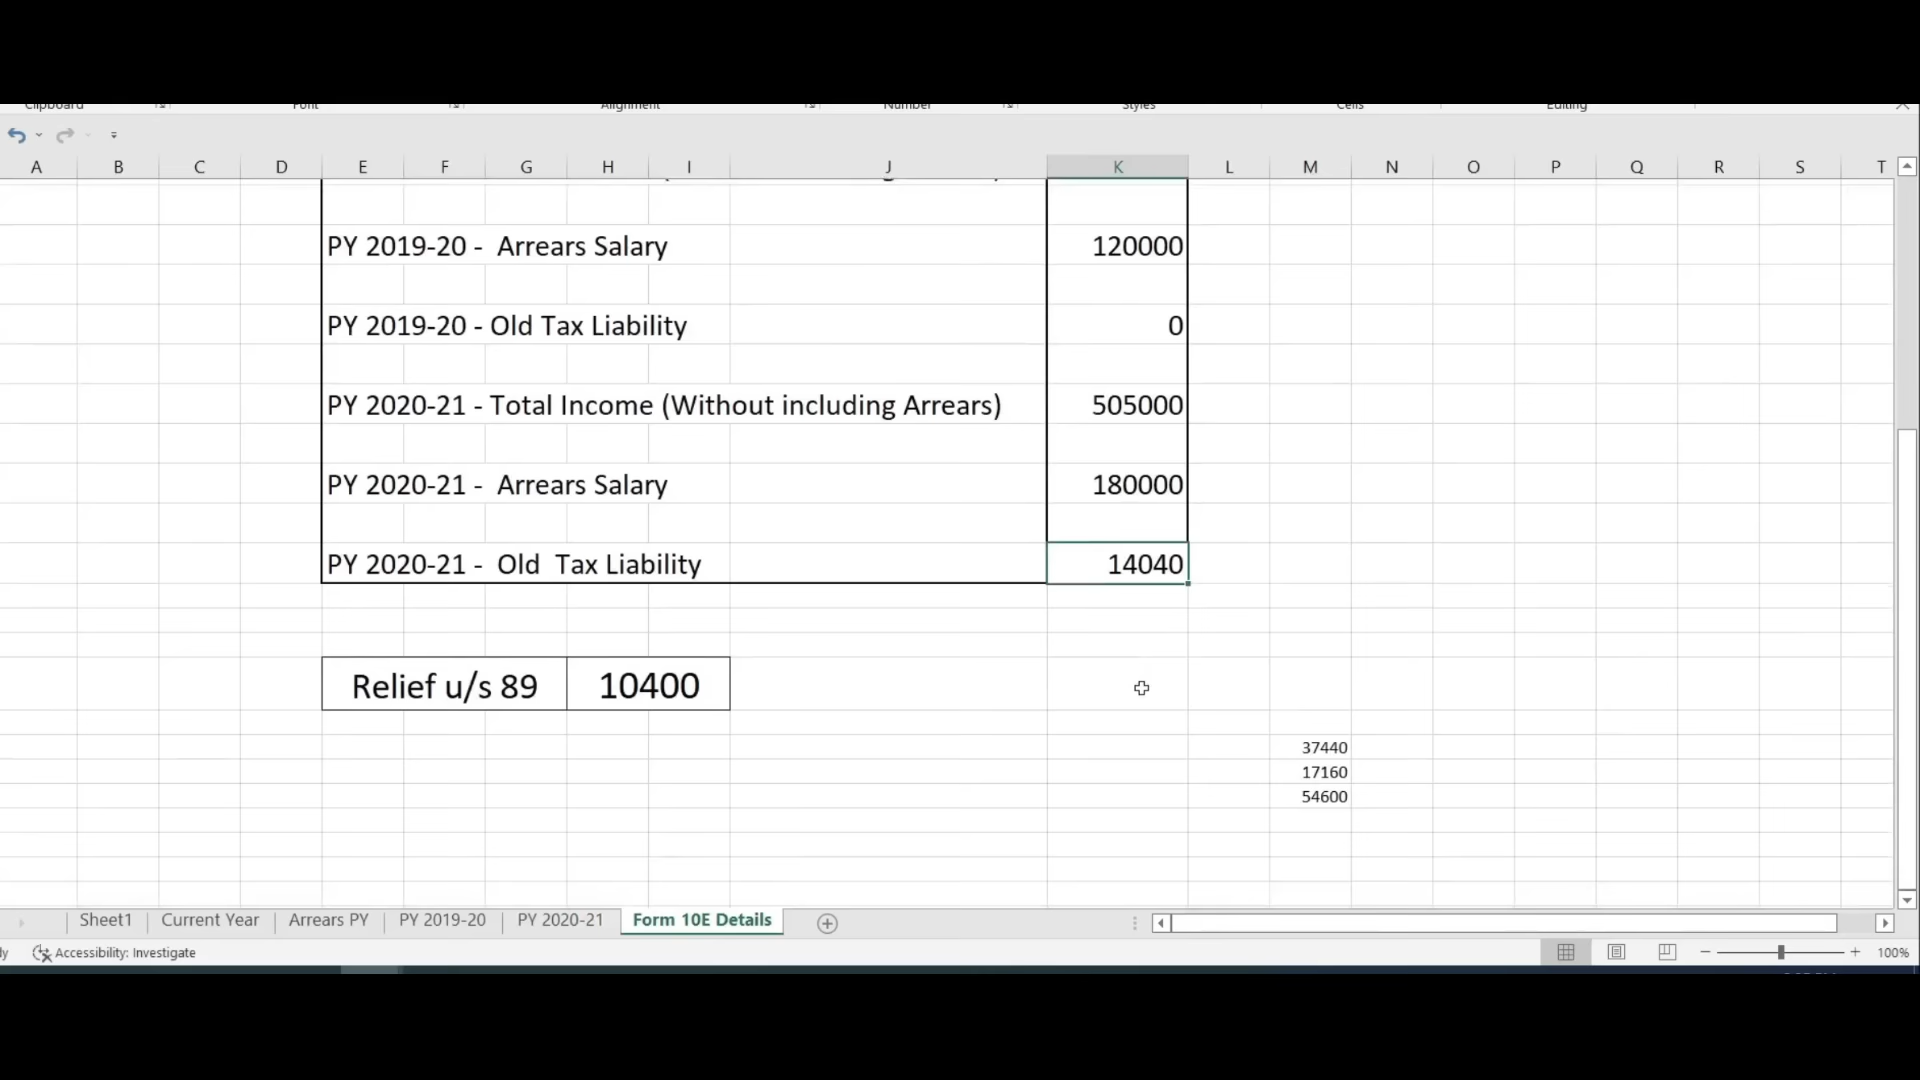 Clipboard Font Alignment Number Styles Cells Editing
A B C D E F G H I J K L M N O P Q R S T
PY 2019-20 - Arrears Salary 120000
PY 2019-20 - Old Tax Liability 0
PY 2020-21 - Total Income (Without including Arrears) 505000
PY 2020-21 - Arrears Salary 180000
PY 2020-21 - Old Tax Liability 14040
Relief u/s 89 10400
37440
17160
54600
Sheet1 Current Year Arrears PY PY 2019-20 PY 2020-21 Form 10E Details
Accessibility: Investigate 100%